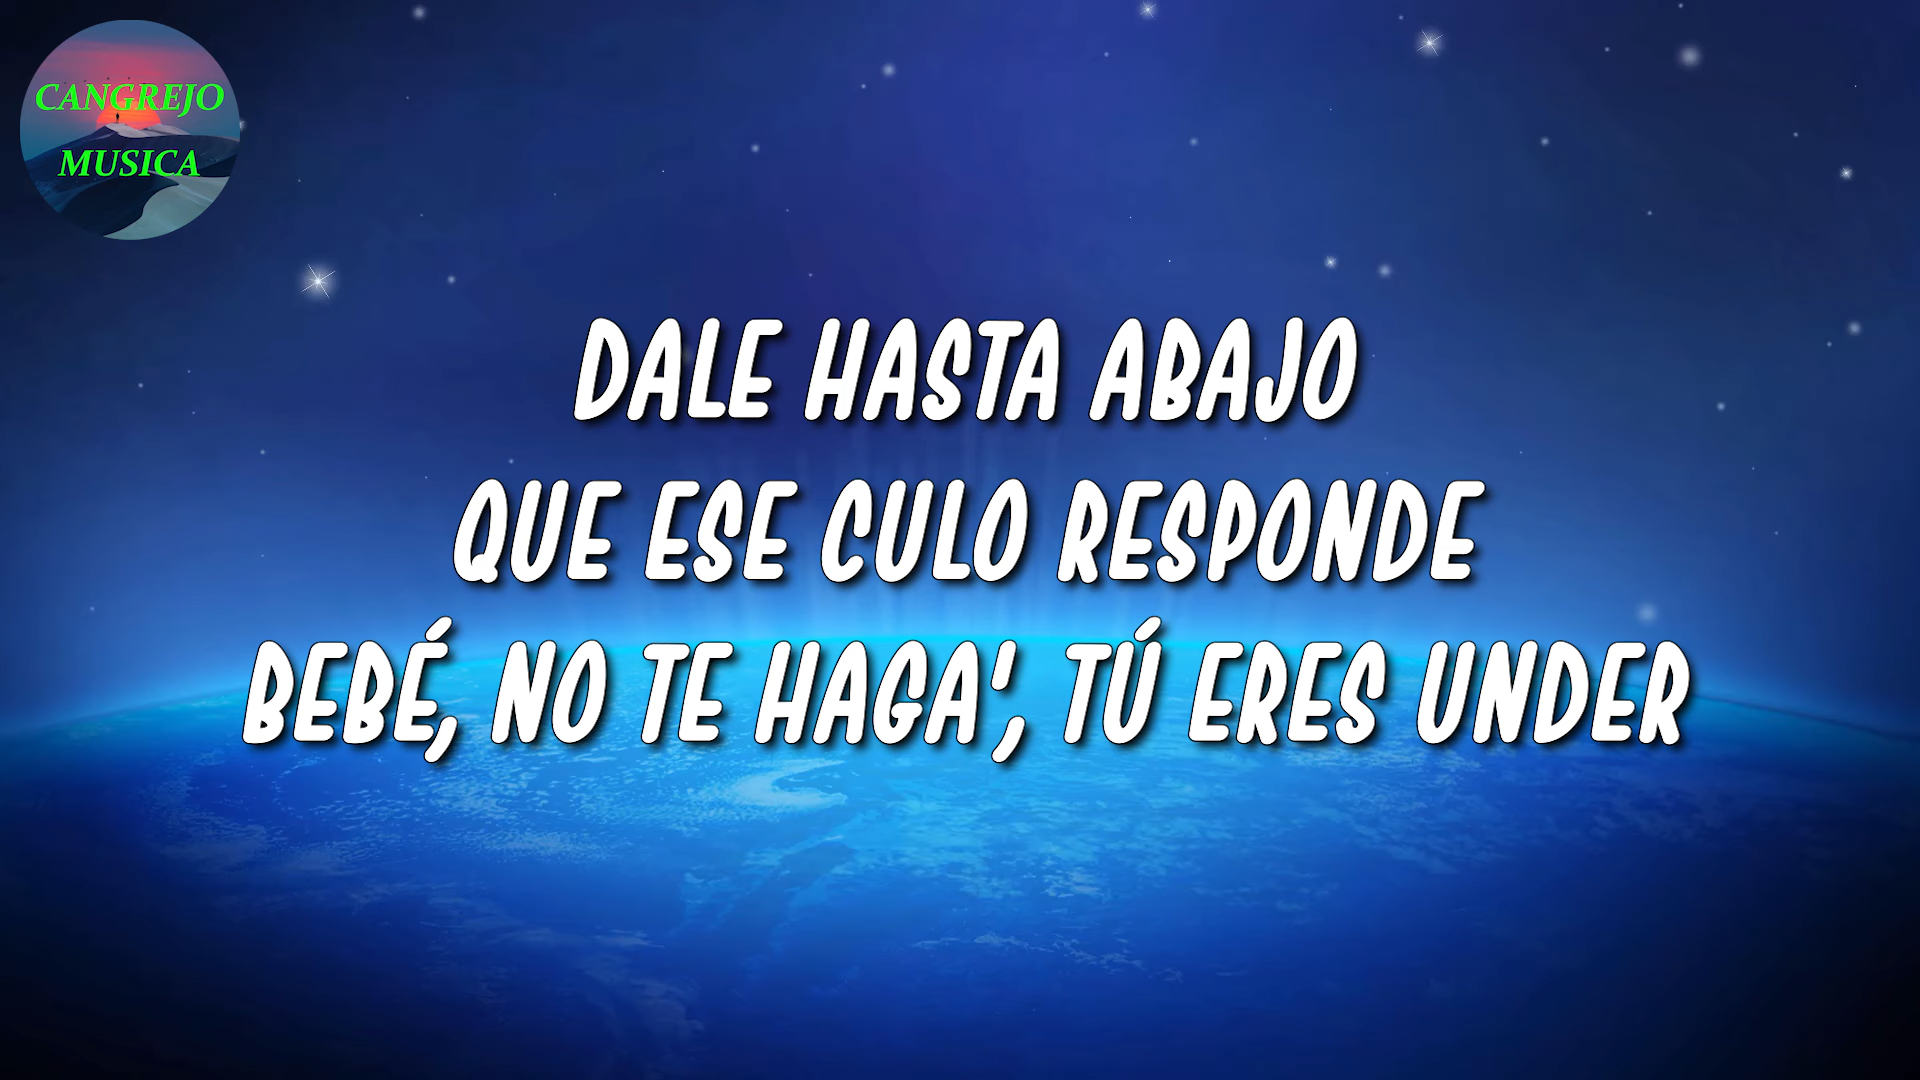 CANGREJO
MUSICA
DALE HASTA ABAJO
QUE ESE CULO RESPONDE
BEBÉ, NO TE HAGA', TÚ ERES UNDER